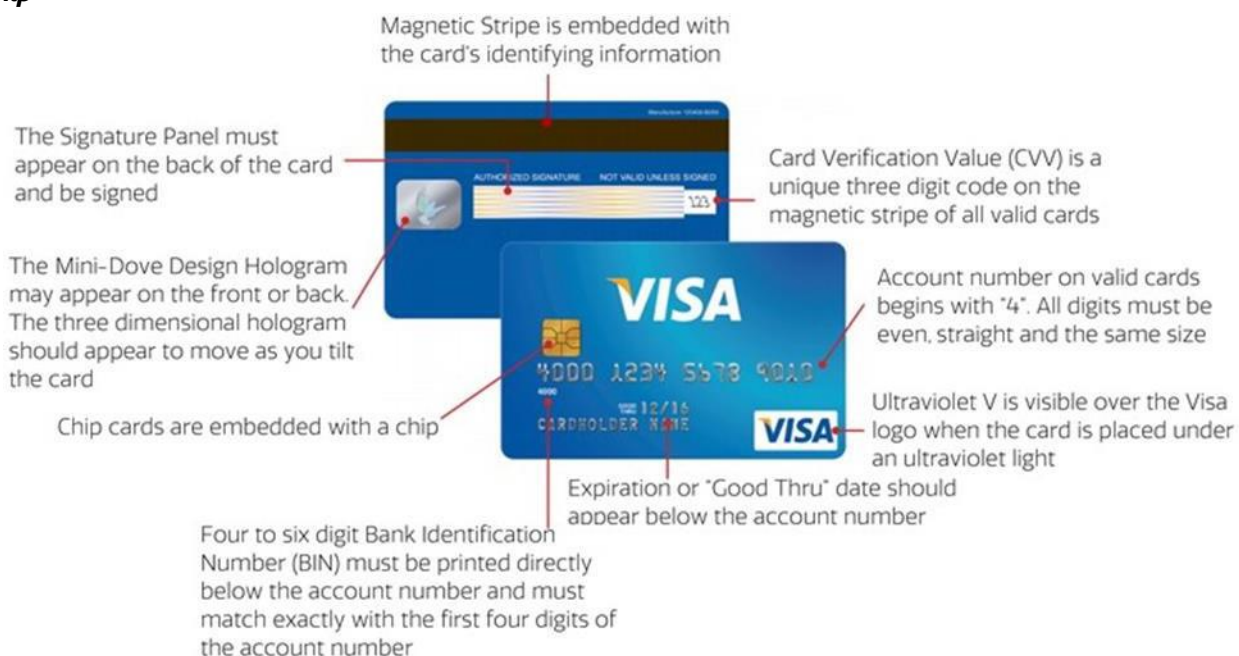 Magnetic Stripe is embedded with
the card's identifying information
The Signature Panel must
appear on the back of the card
and be signed
AUTHORIZED SIGNATURE NOT VALID UNLESS SIGNED
123
Card Verification Value (CVV) is a
unique three digit code on the
magnetic stripe of all valid cards
The Mini-Dove Design Hologram
may appear on the front or back.
The three dimensional hologram
should appear to move as you tilt
the card
VISA
Account number on valid cards
begins with "4". All digits must be
even, straight and the same size
4000 1234 5678 9010
4000
12/16
CARDHOLDER NAME
VISA
Chip cards are embedded with a chip
Ultraviolet V is visible over the Visa
logo when the card is placed under
an ultraviolet light
Expiration or "Good Thru" date should
appear below the account number
Four to six digit Bank Identification
Number (BIN) must be printed directly
below the account number and must
match exactly with the first four digits of
the account number